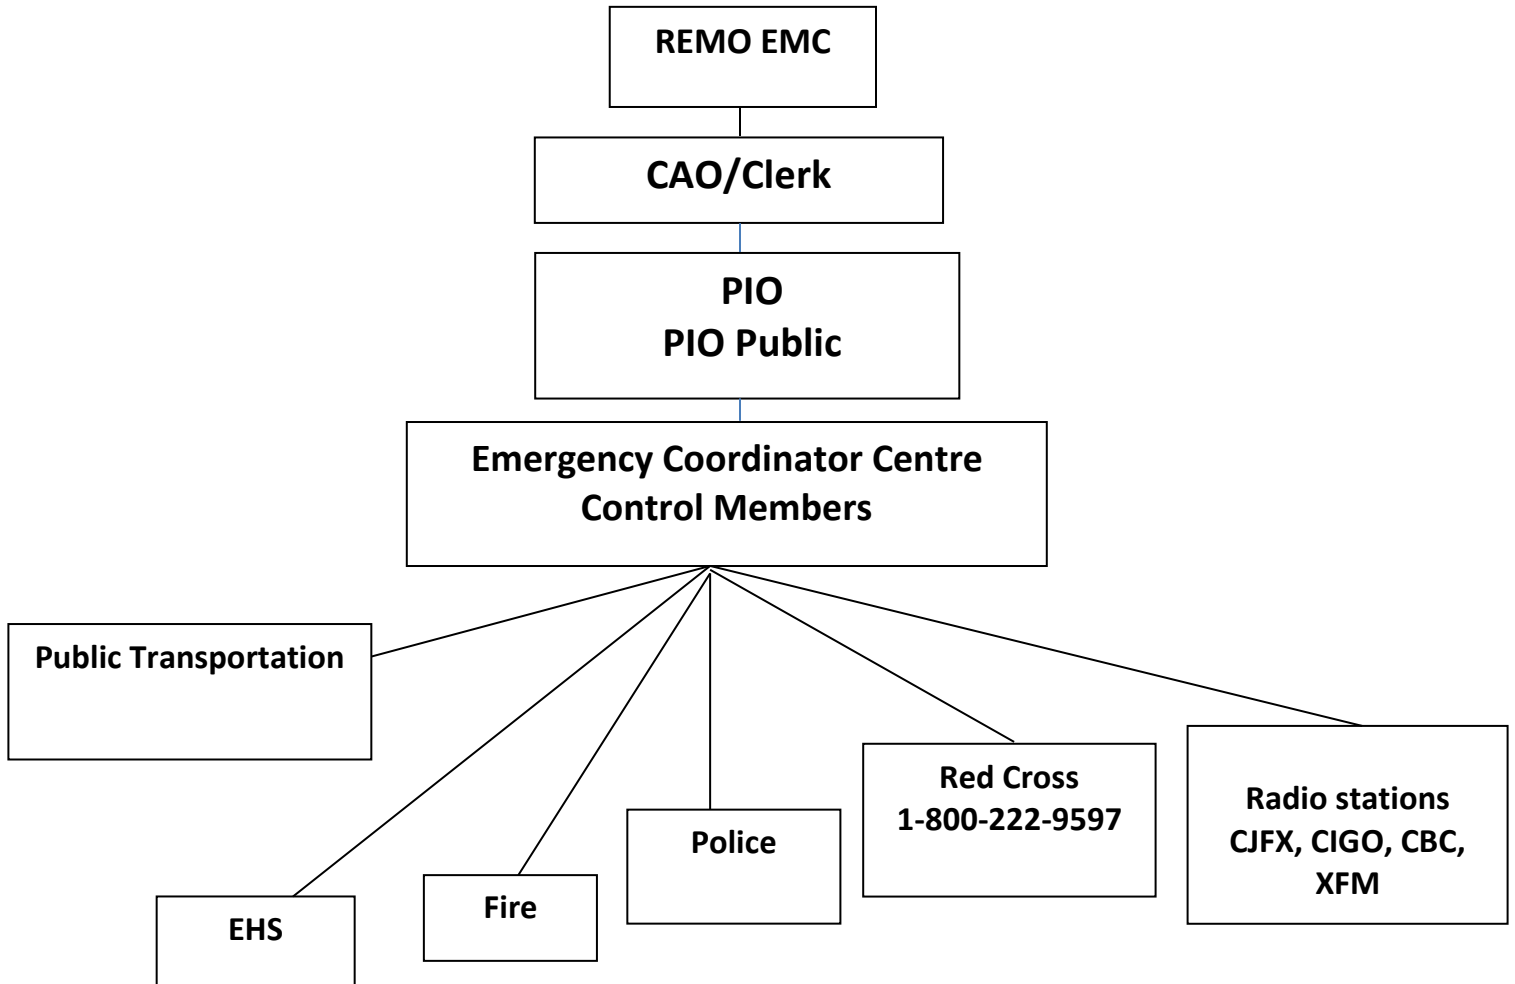 REMO EMC
CAO/Clerk
PIO
PIO Public
Emergency Coordinator Centre
Control Members
Public Transportation
EHS
Fire
Police
Red Cross
1-800-222-9597
Radio stations
CJFX, CIGO, CBC,
XFM